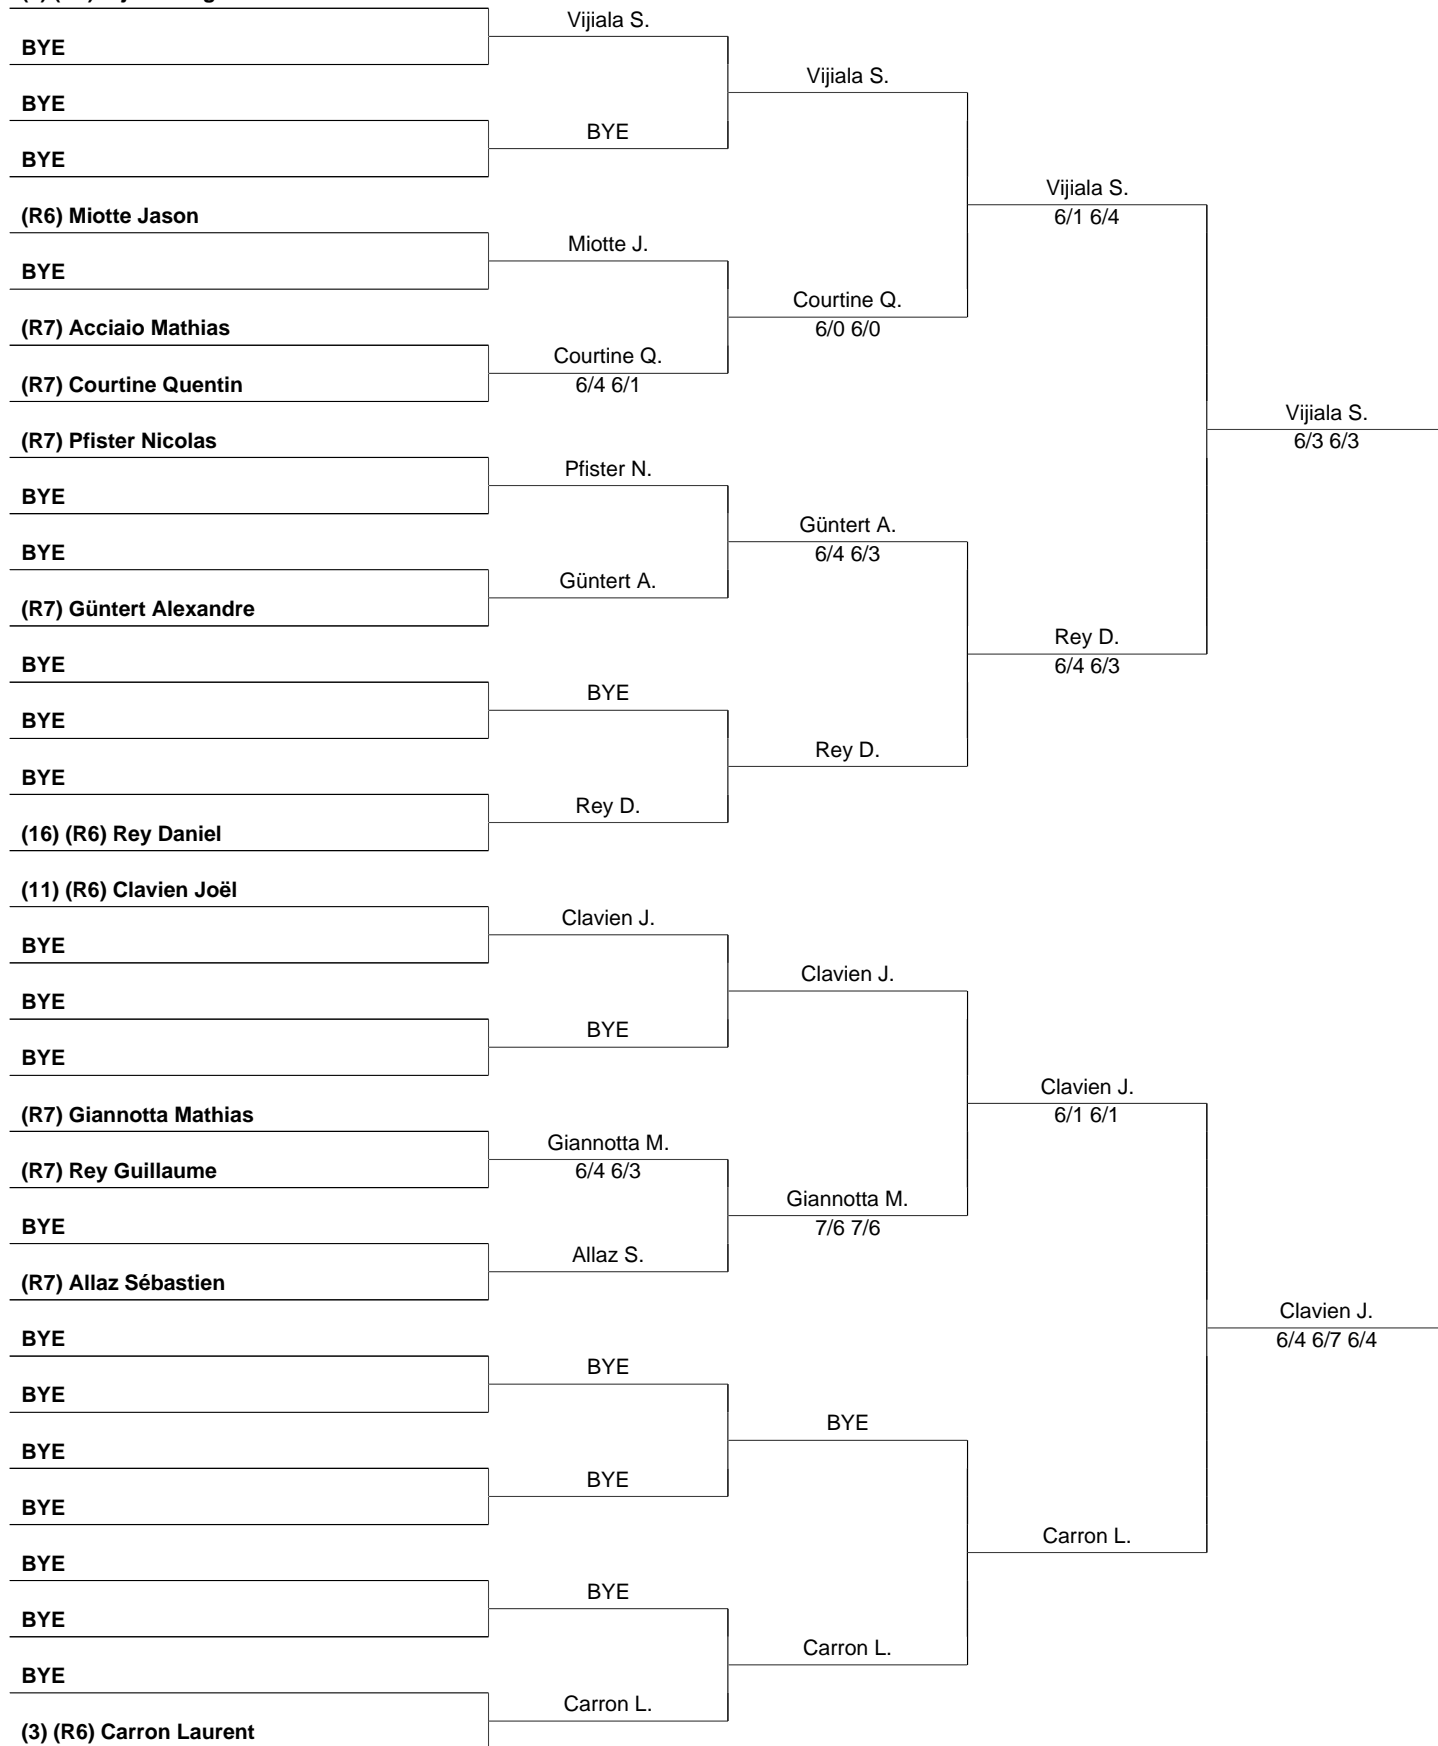 BYE
BYE
BYE
(R6) Miotte Jason
BYE
(R7) Acciaio Mathias
(R7) Courtine Quentin
(R7) Pfister Nicolas
BYE
BYE
(R7) Güntert Alexandre
BYE
BYE
BYE
(16) (R6) Rey Daniel
(11) (R6) Clavien Joël
BYE
BYE
BYE
(R7) Giannotta Mathias
(R7) Rey Guillaume
BYE
(R7) Allaz Sébastien
BYE
BYE
BYE
BYE
BYE
BYE
BYE
(3) (R6) Carron Laurent
Vijiala S.
BYE
Miotte J.
Courtine Q.
6/4 6/1
Pfister N.
Güntert A.
BYE
Rey D.
Clavien J.
BYE
Giannotta M.
6/4 6/3
Allaz S.
BYE
BYE
BYE
Carron L.
Vijiala S.
Courtine Q.
6/0 6/0
Güntert A.
6/4 6/3
Rey D.
Clavien J.
Giannotta M.
7/6 7/6
BYE
Carron L.
Vijiala S.
6/1 6/4
Rey D.
6/4 6/3
Clavien J.
6/1 6/1
Carron L.
Vijiala S.
6/3 6/3
Clavien J.
6/4 6/7 6/4